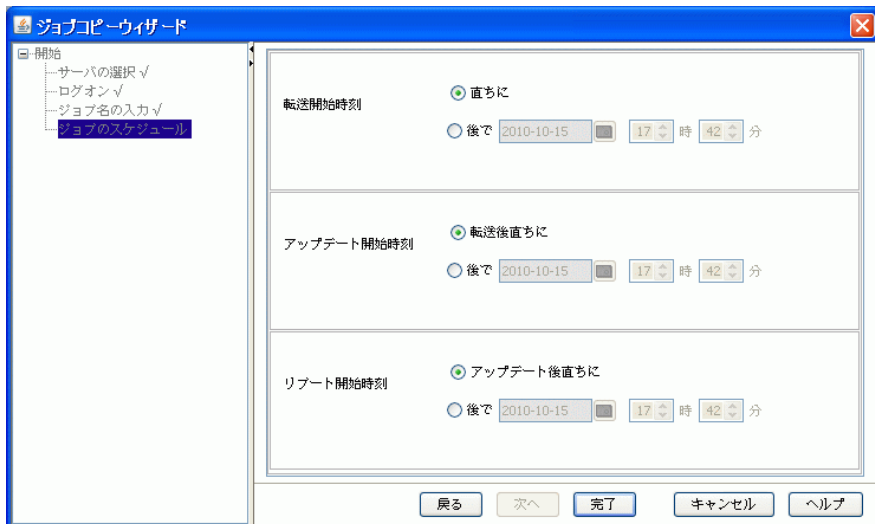 ジョブコピーウィザード
開始
サーバの選択 √
ログオン √
ジョブ名の入力 √
ジョブのスケジュール
転送開始時刻
直ちに
後で 2010-10-15 17 時 42 分
アップデート開始時刻
転送後直ちに
後で 2010-10-15 17 時 42 分
リブート開始時刻
アップデート後直ちに
後で 2010-10-15 17 時 42 分
戻る 次へ 完了 キャンセル ヘルプ